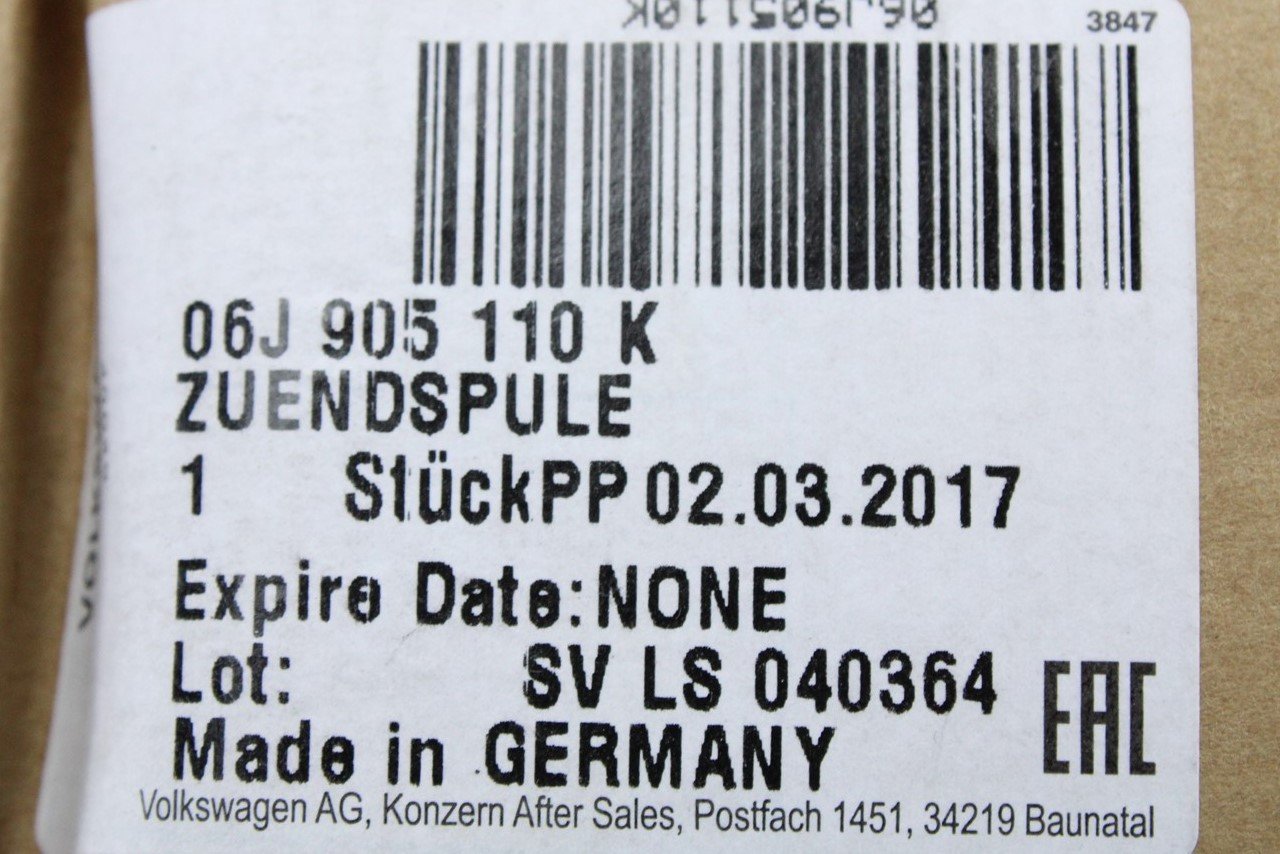 06J905110K
3847
06J 905 110 K
ZUENDSPULE
1 StückPP 02.03.2017
Expire Date:NONE
Lot: SV LS 040364
EAC
Made in GERMANY
Volkswagen AG, Konzern After Sales, Postfach 1451, 34219 Baunatal